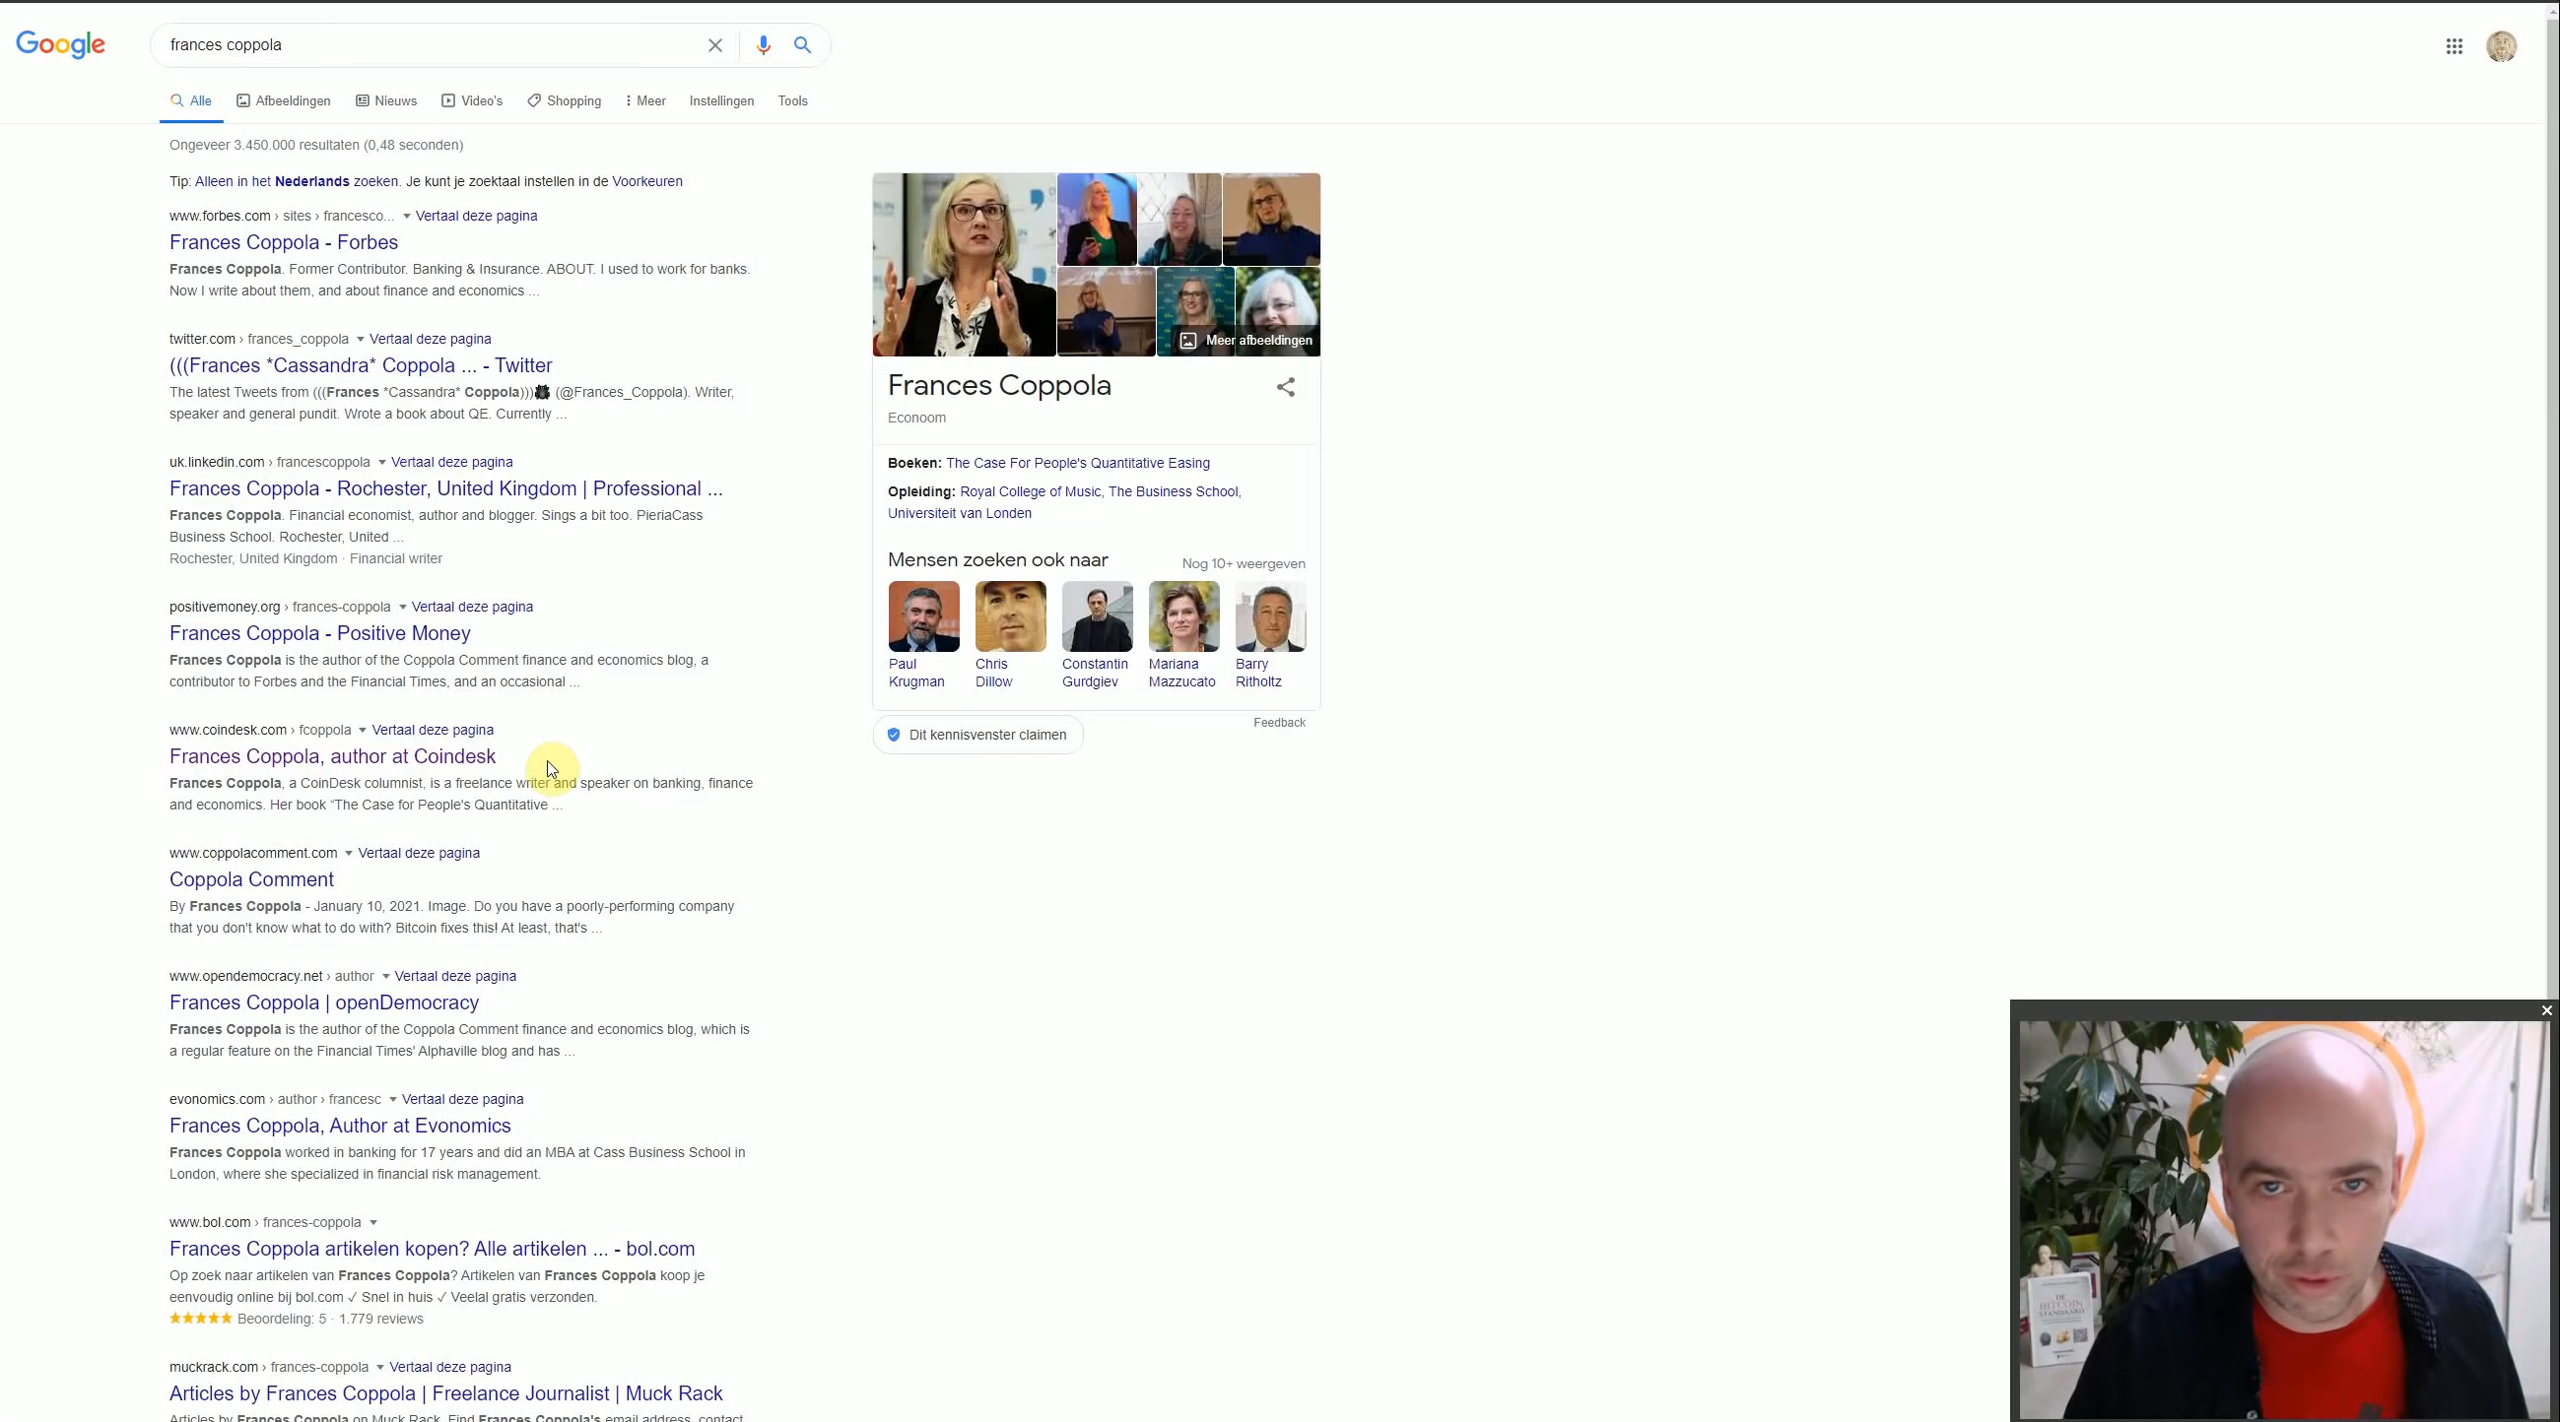 Google
frances coppola
Alle
Afbeeldingen
Nieuws
Video's
Shopping
Meer
Instellingen
Tools
Ongeveer 3.450.000 resultaten (0,48 seconden)
Tip: Alleen in het Nederlands zoeken. Je kunt je zoektaal instellen in de Voorkeuren
www.forbes.com › sites › francesco... Vertaal deze pagina
Frances Coppola - Forbes
Frances Coppola. Former Contributor. Banking & Insurance. ABOUT. I used to work for banks.
Now I write about them, and about finance and economics ...
twitter.com › frances_coppola Vertaal deze pagina
(((Frances *Cassandra* Coppola ... - Twitter
The latest Tweets from (((Frances *Cassandra* Coppola))) (@Frances_Coppola). Writer,
speaker and general pundit. Wrote a book about QE. Currently ...
uk.linkedin.com › francescoppola Vertaal deze pagina
Frances Coppola - Rochester, United Kingdom | Professional ...
Frances Coppola. Financial economist, author and blogger. Sings a bit too. PieriaCass
Business School. Rochester, United ...
Rochester, United Kingdom · Financial writer
positivemoney.org › frances-coppola Vertaal deze pagina
Frances Coppola - Positive Money
Frances Coppola is the author of the Coppola Comment finance and economics blog, a
contributor to Forbes and the Financial Times, and an occasional ...
www.coindesk.com › fcoppola Vertaal deze pagina
Frances Coppola, author at Coindesk
Frances Coppola, a CoinDesk columnist, is a freelance writer and speaker on banking, finance
and economics. Her book “The Case for People's Quantitative ...
www.coppolacomment.com Vertaal deze pagina
Coppola Comment
By Frances Coppola - January 10, 2021. Image. Do you have a poorly-performing company
that you don't know what to do with? Bitcoin fixes this! At least, that's ...
www.opendemocracy.net › author Vertaal deze pagina
Frances Coppola | openDemocracy
Frances Coppola is the author of the Coppola Comment finance and economics blog, which is
a regular feature on the Financial Times' Alphaville blog and has ...
evonomics.com › author › francesc Vertaal deze pagina
Frances Coppola, Author at Evonomics
Frances Coppola worked in banking for 17 years and did an MBA at Cass Business School in
London, where she specialized in financial risk management.
www.bol.com › frances-coppola
Frances Coppola artikelen kopen? Alle artikelen ... - bol.com
Op zoek naar artikelen van Frances Coppola? Artikelen van Frances Coppola koop je
eenvoudig online bij bol.com ✓ Snel in huis ✓ Veelal gratis verzonden.
★★★★★ Beoordeling: 5 · 1.779 reviews
muckrack.com › frances-coppola Vertaal deze pagina
Articles by Frances Coppola | Freelance Journalist | Muck Rack
Articles by Frances Coppola on Muck Rack. Find Frances Coppola's email address, contact
Meer afbeeldingen
Frances Coppola
Econoom
Boeken: The Case For People's Quantitative Easing
Opleiding: Royal College of Music, The Business School,
Universiteit van Londen
Mensen zoeken ook naar
Nog 10+ weergeven
Paul
Krugman
Chris
Dillow
Constantin
Gurdgiev
Mariana
Mazzucato
Barry
Ritholtz
Feedback
Dit kennisvenster claimen
DE
BITCOIN
STANDAARD